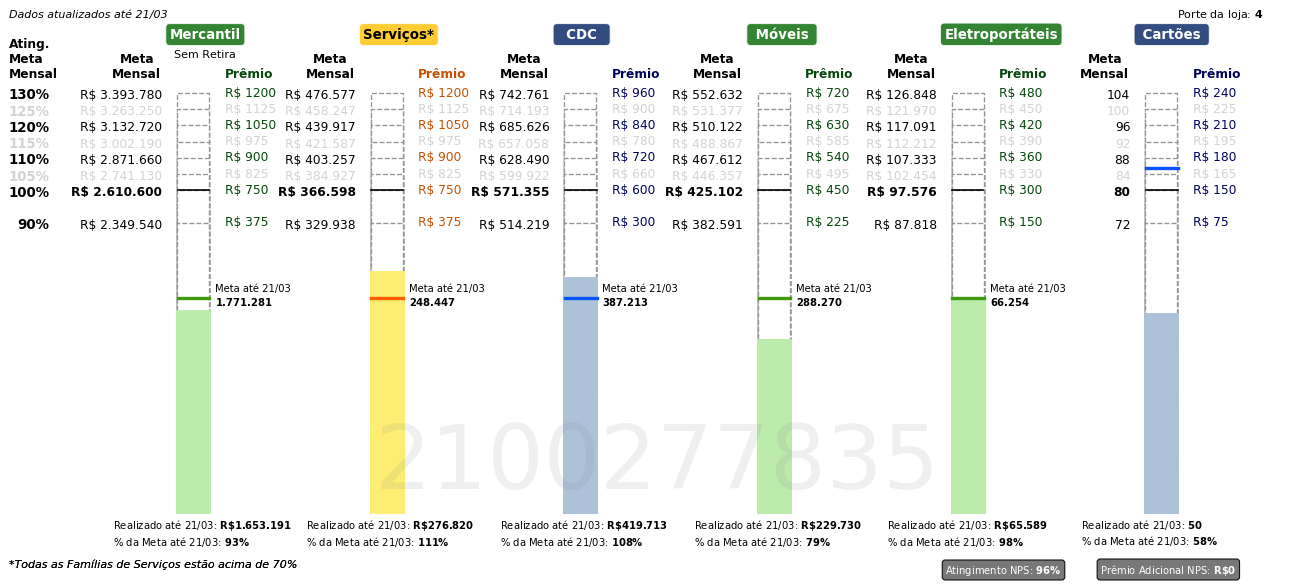 Dados atualizados até 21/03
Porte da loja: 4
Mercantil Serviços* CDC Móveis Eletroportáteis Cartões
Sem Retira
Ating. Meta Mensal
Meta Mensal Prêmio Meta Mensal Prêmio Meta Mensal Prêmio Meta Mensal Prêmio Meta Mensal Prêmio Meta Mensal Prêmio
130% R$ 3.393.780 R$ 1200 R$ 476.577 R$ 1200 R$ 742.761 R$ 960 R$ 552.632 R$ 720 R$ 126.848 R$ 480 104 R$ 240
125% R$ 3.263.250 R$ 1125 R$ 458.247 R$ 1125 R$ 714.193 R$ 900 R$ 531.377 R$ 675 R$ 121.970 R$ 450 100 R$ 225
120% R$ 3.132.720 R$ 1050 R$ 439.917 R$ 1050 R$ 685.626 R$ 840 R$ 510.122 R$ 630 R$ 117.091 R$ 420 96 R$ 210
115% R$ 3.002.190 R$ 975 R$ 421.587 R$ 975 R$ 657.058 R$ 780 R$ 488.867 R$ 585 R$ 112.212 R$ 390 92 R$ 195
110% R$ 2.871.660 R$ 900 R$ 403.257 R$ 900 R$ 628.490 R$ 720 R$ 467.612 R$ 540 R$ 107.333 R$ 360 88 R$ 180
105% R$ 2.741.130 R$ 825 R$ 384.927 R$ 825 R$ 599.922 R$ 660 R$ 446.357 R$ 495 R$ 102.454 R$ 330 84 R$ 165
100% R$ 2.610.600 R$ 750 R$ 366.598 R$ 750 R$ 571.355 R$ 600 R$ 425.102 R$ 450 R$ 97.576 R$ 300 80 R$ 150
90% R$ 2.349.540 R$ 375 R$ 329.938 R$ 375 R$ 514.219 R$ 300 R$ 382.591 R$ 225 R$ 87.818 R$ 150 72 R$ 75
Meta até 21/03 Meta até 21/03 Meta até 21/03 Meta até 21/03 Meta até 21/03
1.771.281 248.447 387.213 288.270 66.254
2100277835
Realizado até 21/03: R$1.653.191 Realizado até 21/03: R$276.820 Realizado até 21/03: R$419.713 Realizado até 21/03: R$229.730 Realizado até 21/03: R$65.589 Realizado até 21/03: 50
% da Meta até 21/03: 93% % da Meta até 21/03: 111% % da Meta até 21/03: 108% % da Meta até 21/03: 79% % da Meta até 21/03: 98% % da Meta até 21/03: 58%
*Todas as Famílias de Serviços estão acima de 70%
Atingimento NPS: 96% Prêmio Adicional NPS: R$0